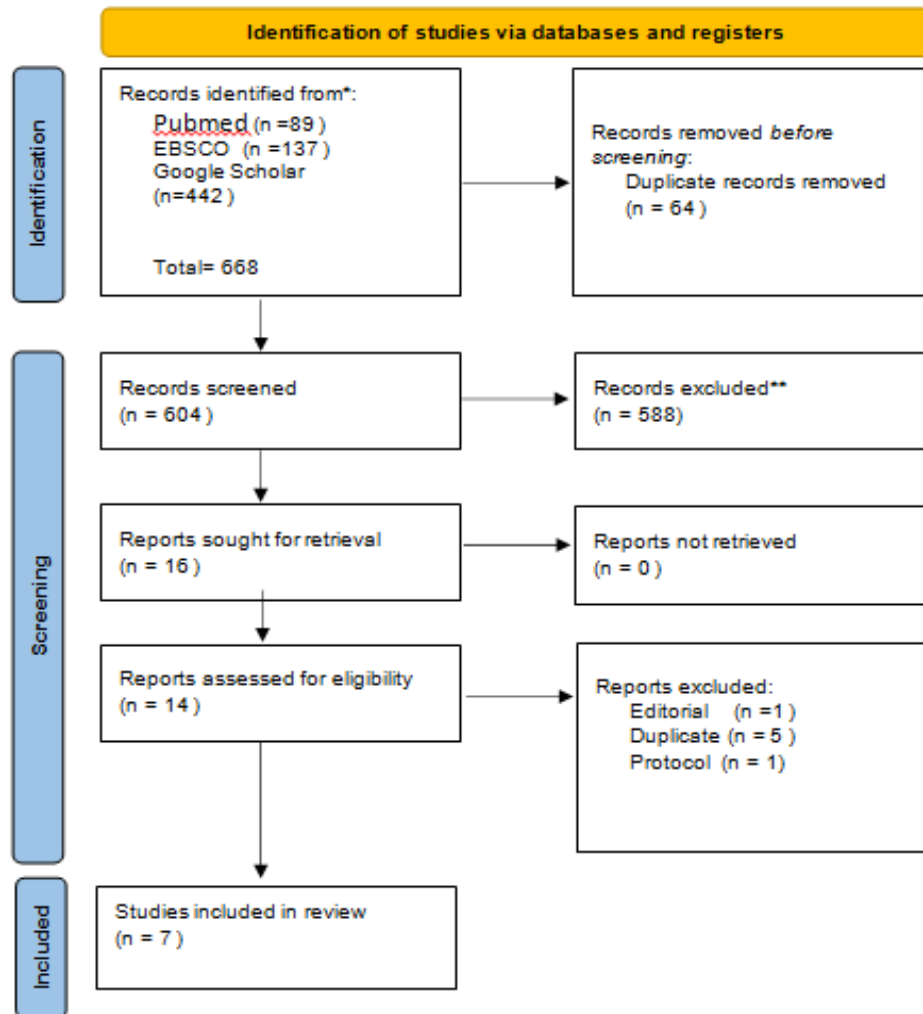 Identification of studies via databases and registers
Identification
Records identified from*:
Pubmed (n =89 )
EBSCO (n =137 )
Google Scholar
(n=442 )
Total= 668
Records removed before
screening:
Duplicate records removed
(n = 64 )
Screening
Records screened
(n = 604 )
Records excluded**
(n = 588)
Reports sought for retrieval
(n = 16 )
Reports not retrieved
(n = 0 )
Reports assessed for eligibility
(n = 14 )
Reports excluded:
Editorial (n =1 )
Duplicate (n = 5 )
Protocol (n = 1)
Included
Studies included in review
(n = 7 )